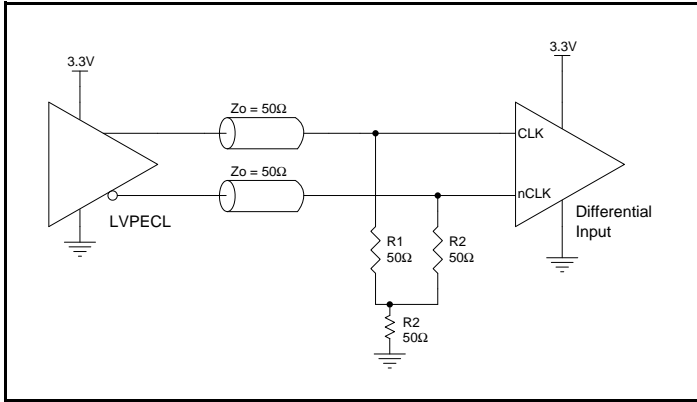 3.3V
3.3V
Zo = 50Ω
CLK
Zo = 50Ω
nCLK
LVPECL
Differential
Input
R1
50Ω
R2
50Ω
R2
50Ω